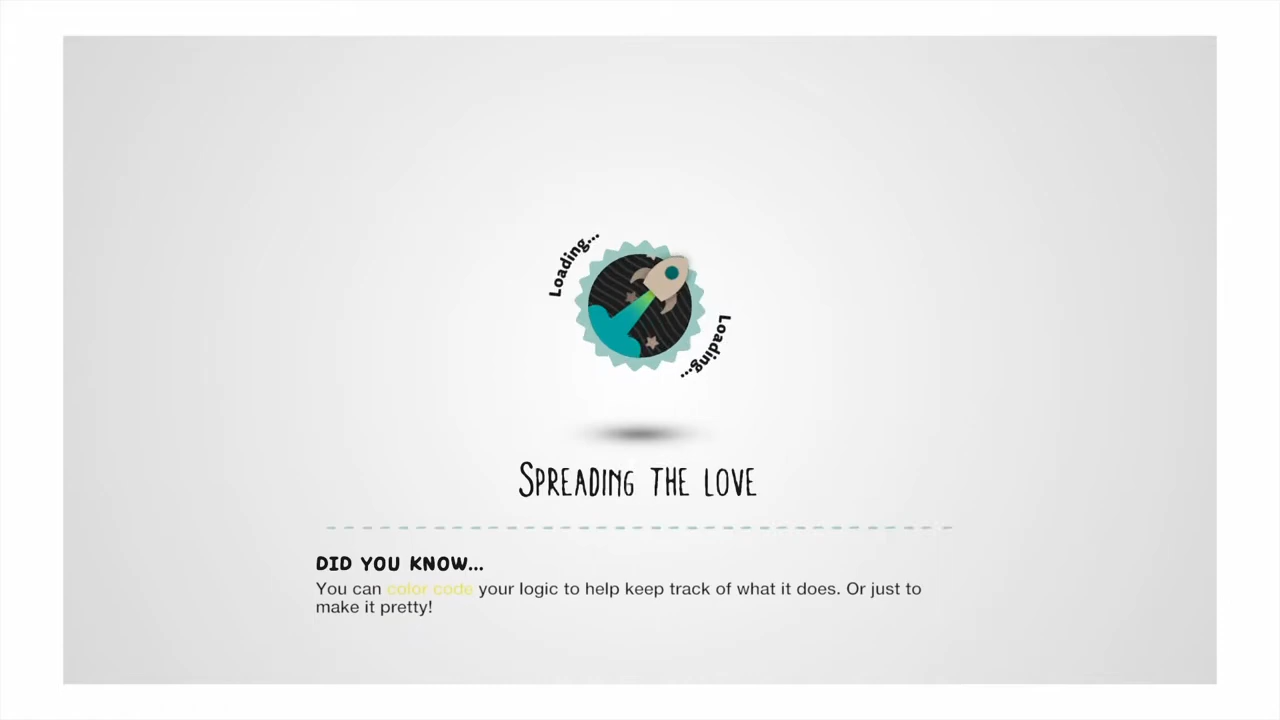 Loading...
Loading...
Spreading the love
DID YOU KNOW...
You can color code your logic to help keep track of what it does. Or just to
make it pretty!